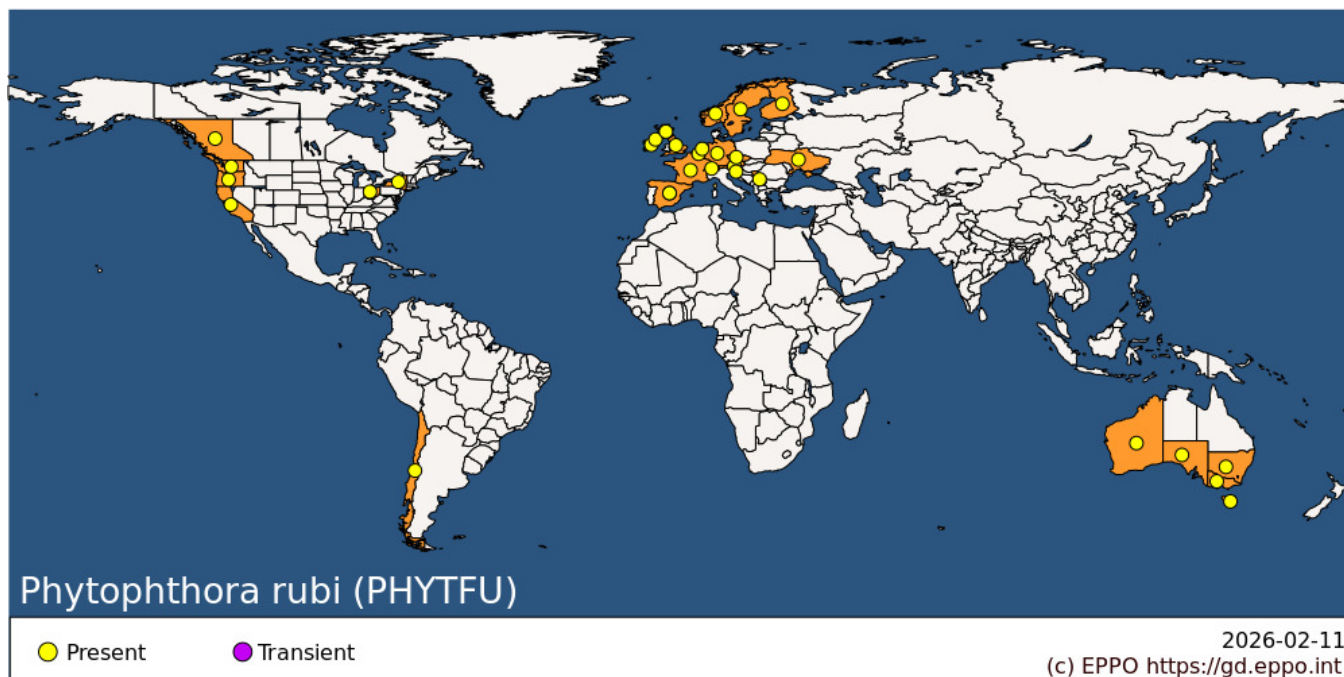 Phytophthora rubi (PHYTFU)
Present
Transient
2026-02-11
(c) EPPO https://gd.eppo.int